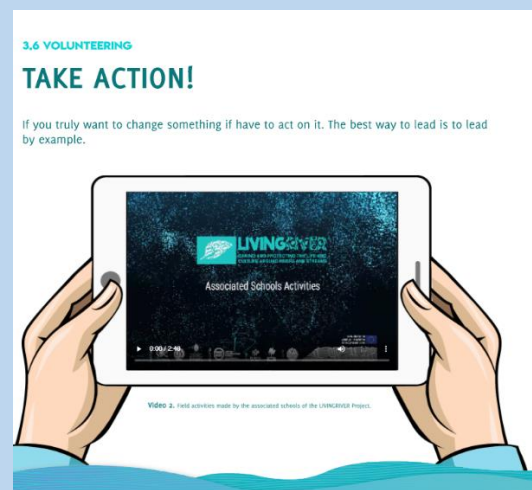 3.6 VOLUNTEERING
TAKE ACTION!
If you truly want to change something if have to act on it. The best way to lead is to lead
by example.
LIVINGRIVER
Associated Schools Activities
0:00 / 2:48
Video 2. Field activities made by the associated schools of the LIVINGRIVER Project.